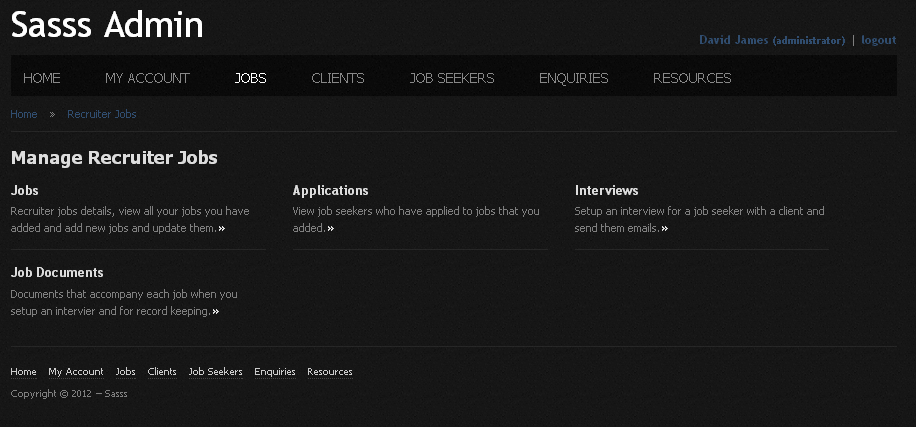 Sasss Admin
David James (administrator) | logout
HOME MY ACCOUNT JOBS CLIENTS JOB SEEKERS ENQUIRIES RESOURCES
Home » Recruiter Jobs
Manage Recruiter Jobs
Jobs
Recruiter jobs details, view all your jobs you have
added and add new jobs and update them. »
Applications
View job seekers who have applied to jobs that you
added. »
Interviews
Setup an interview for a job seeker with a client and
send them emails. »
Job Documents
Documents that accompany each job when you
setup an intervier and for record keeping. »
Home My Account Jobs Clients Job Seekers Enquiries Resources
Copyright © 2012 – Sasss